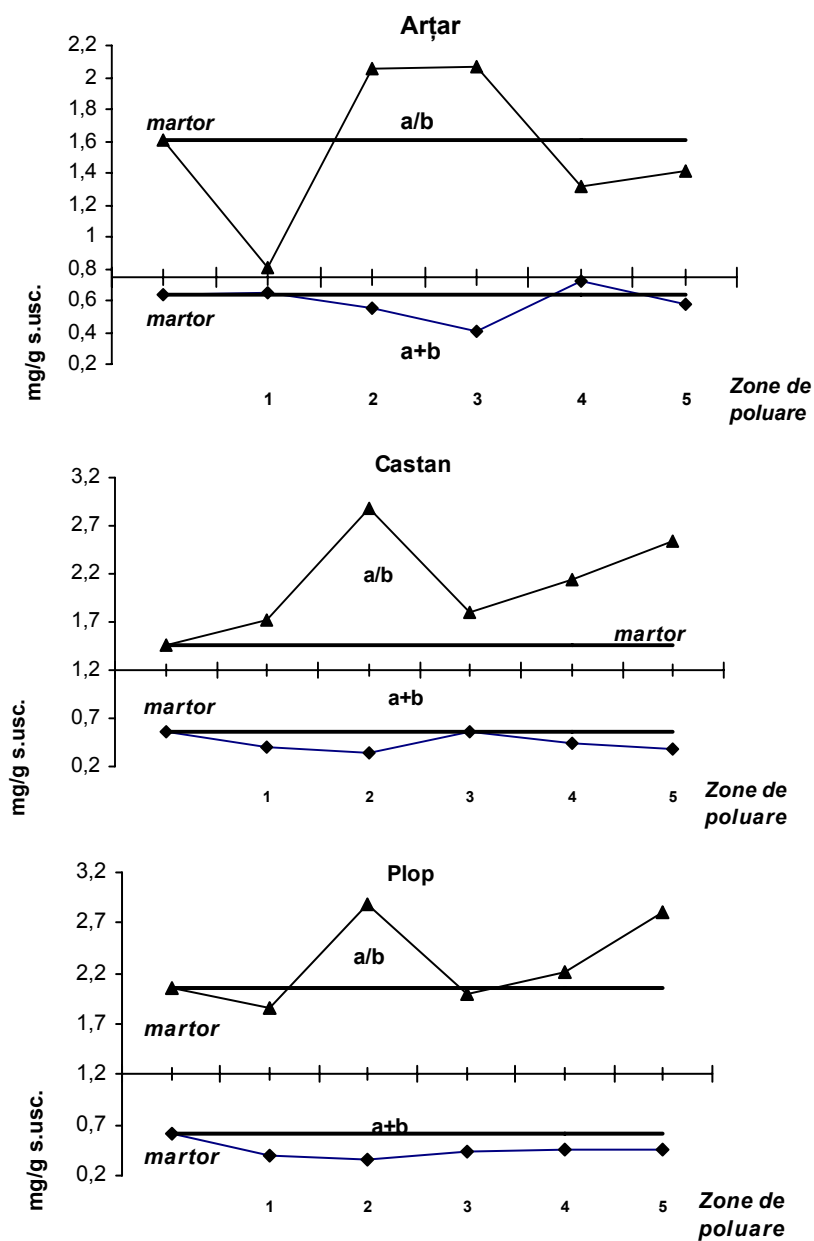 Arțar
2,2
2
1,8
1,6
1,4
1,2
1
0,8
0,6
0,4
0,2
martor
a/b
martor
a+b
mg/g s.usc.
1 2 3 4 5
Zone de
poluare
Castan
3,2
2,7
2,2
1,7
1,2
0,7
0,2
a/b
martor
a+b
martor
mg/g s.usc.
1 2 3 4 5
Zone de
poluare
Plop
3,2
2,7
2,2
1,7
1,2
0,7
0,2
a/b
martor
a+b
martor
mg/g s.usc.
1 2 3 4 5
Zone de
poluare